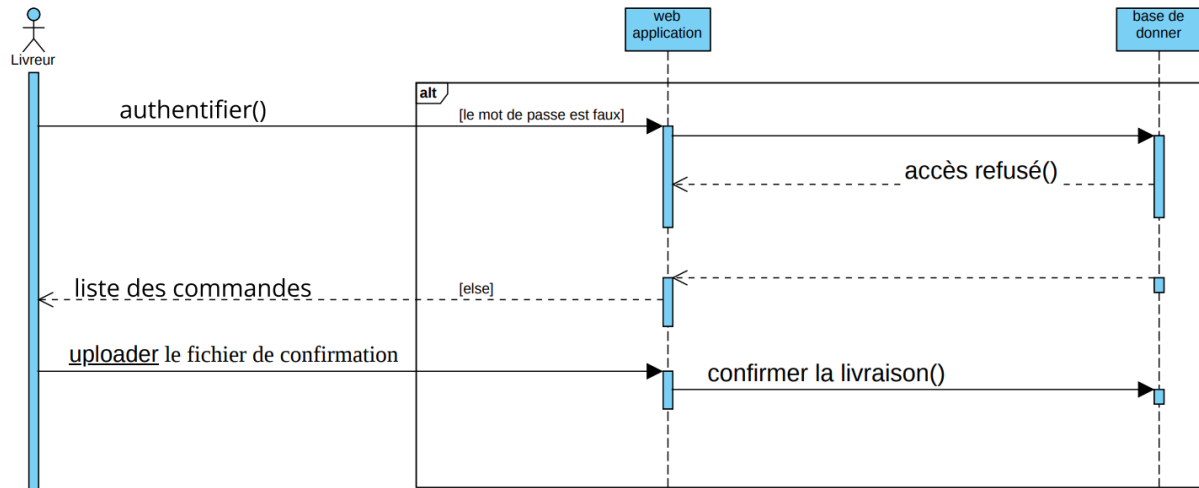 web
application
base de
donner
Livreur
alt
authentifier()
[le mot de passe est faux]
accès refusé()
liste des commandes
[else]
uploader le fichier de confirmation
confirmer la livraison()